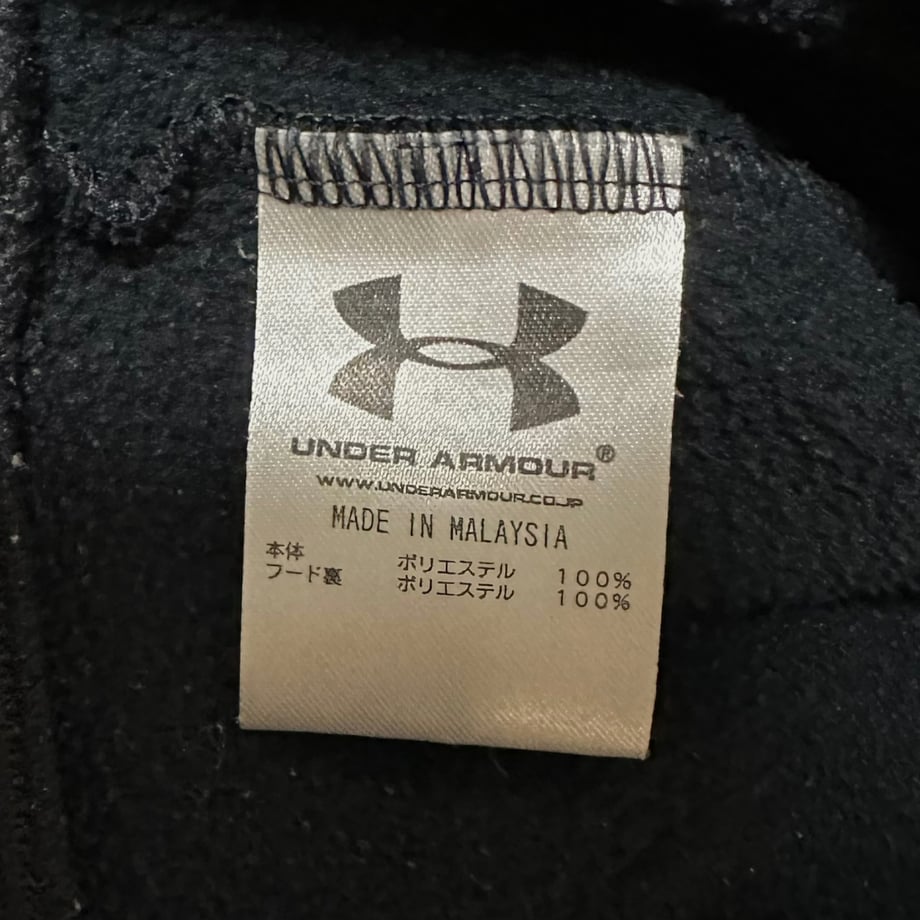 UNDER ARMOUR®
WWW.UNDERARMOUR.CO.JP
MADE IN MALAYSIA
本体 ポリエステル 100%
フード裏 ポリエステル 100%